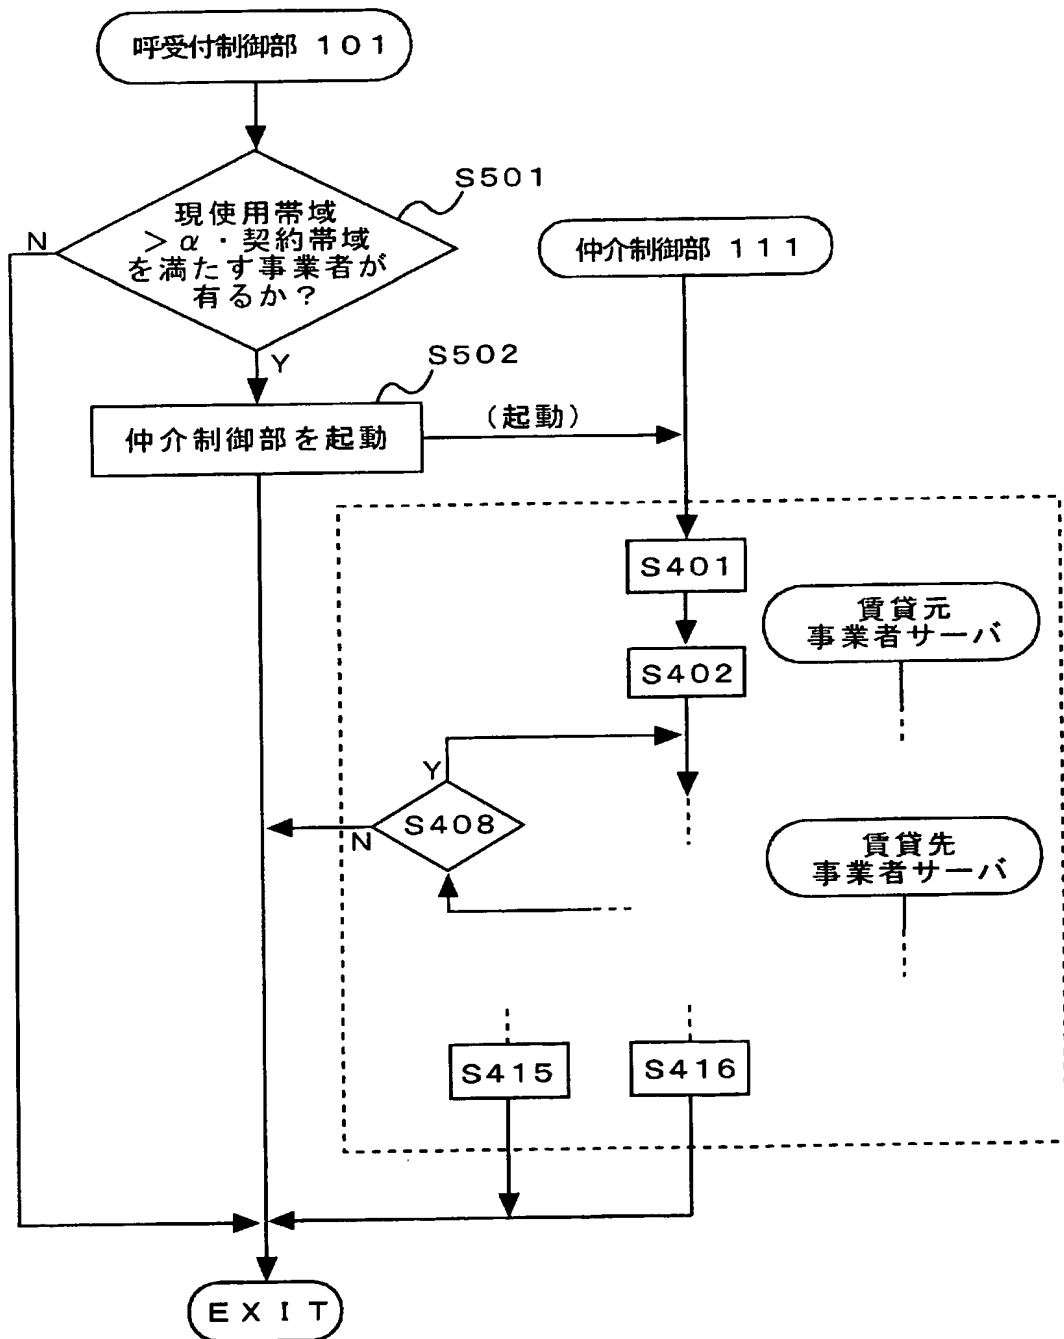 呼受付制御部 101
S501
現使用帯域
>α・契約帯域
を満たす事業者が
有るか？
N
Y
仲介制御部 111
S502
仲介制御部を起動
(起動)
S401
賃貸元
事業者サーバ
S402
Y
S408
N
賃貸先
事業者サーバ
S415
S416
EXIT